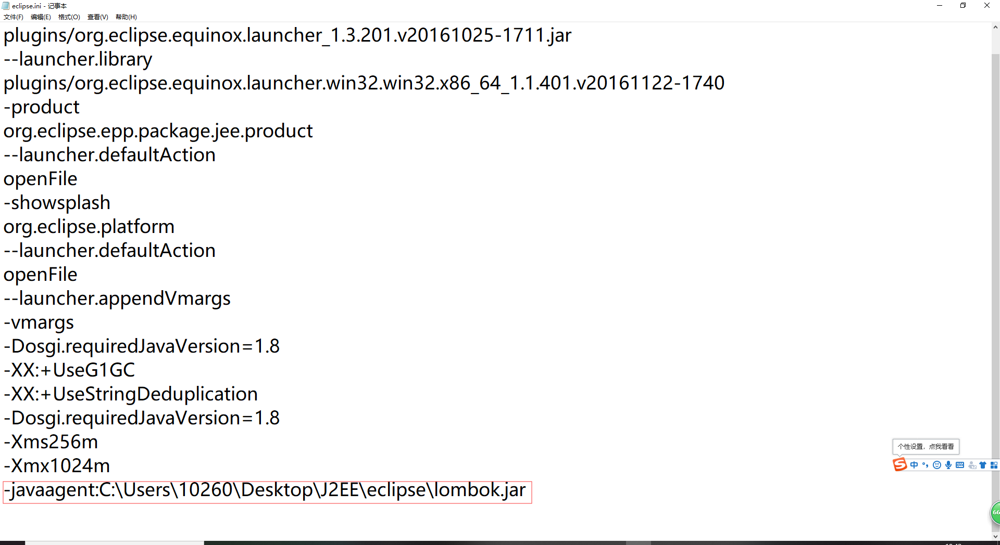 eclipse.ini - 记事本
文件(F) 编辑(E) 格式(O) 查看(V) 帮助(H)
plugins/org.eclipse.equinox.launcher_1.3.201.v20161025-1711.jar
--launcher.library
plugins/org.eclipse.equinox.launcher.win32.win32.x86_64_1.1.401.v20161122-1740
-product
org.eclipse.epp.package.jee.product
--launcher.defaultAction
openFile
-showsplash
org.eclipse.platform
--launcher.defaultAction
openFile
--launcher.appendVmargs
-vmargs
-Dosgi.requiredJavaVersion=1.8
-XX:+UseG1GC
-XX:+UseStringDeduplication
-Dosgi.requiredJavaVersion=1.8
-Xms256m
-Xmx1024m
个性设置，点我看看
中
-javaagent:C:\Users\10260\Desktop\J2EE\eclipse\lombok.jar
66